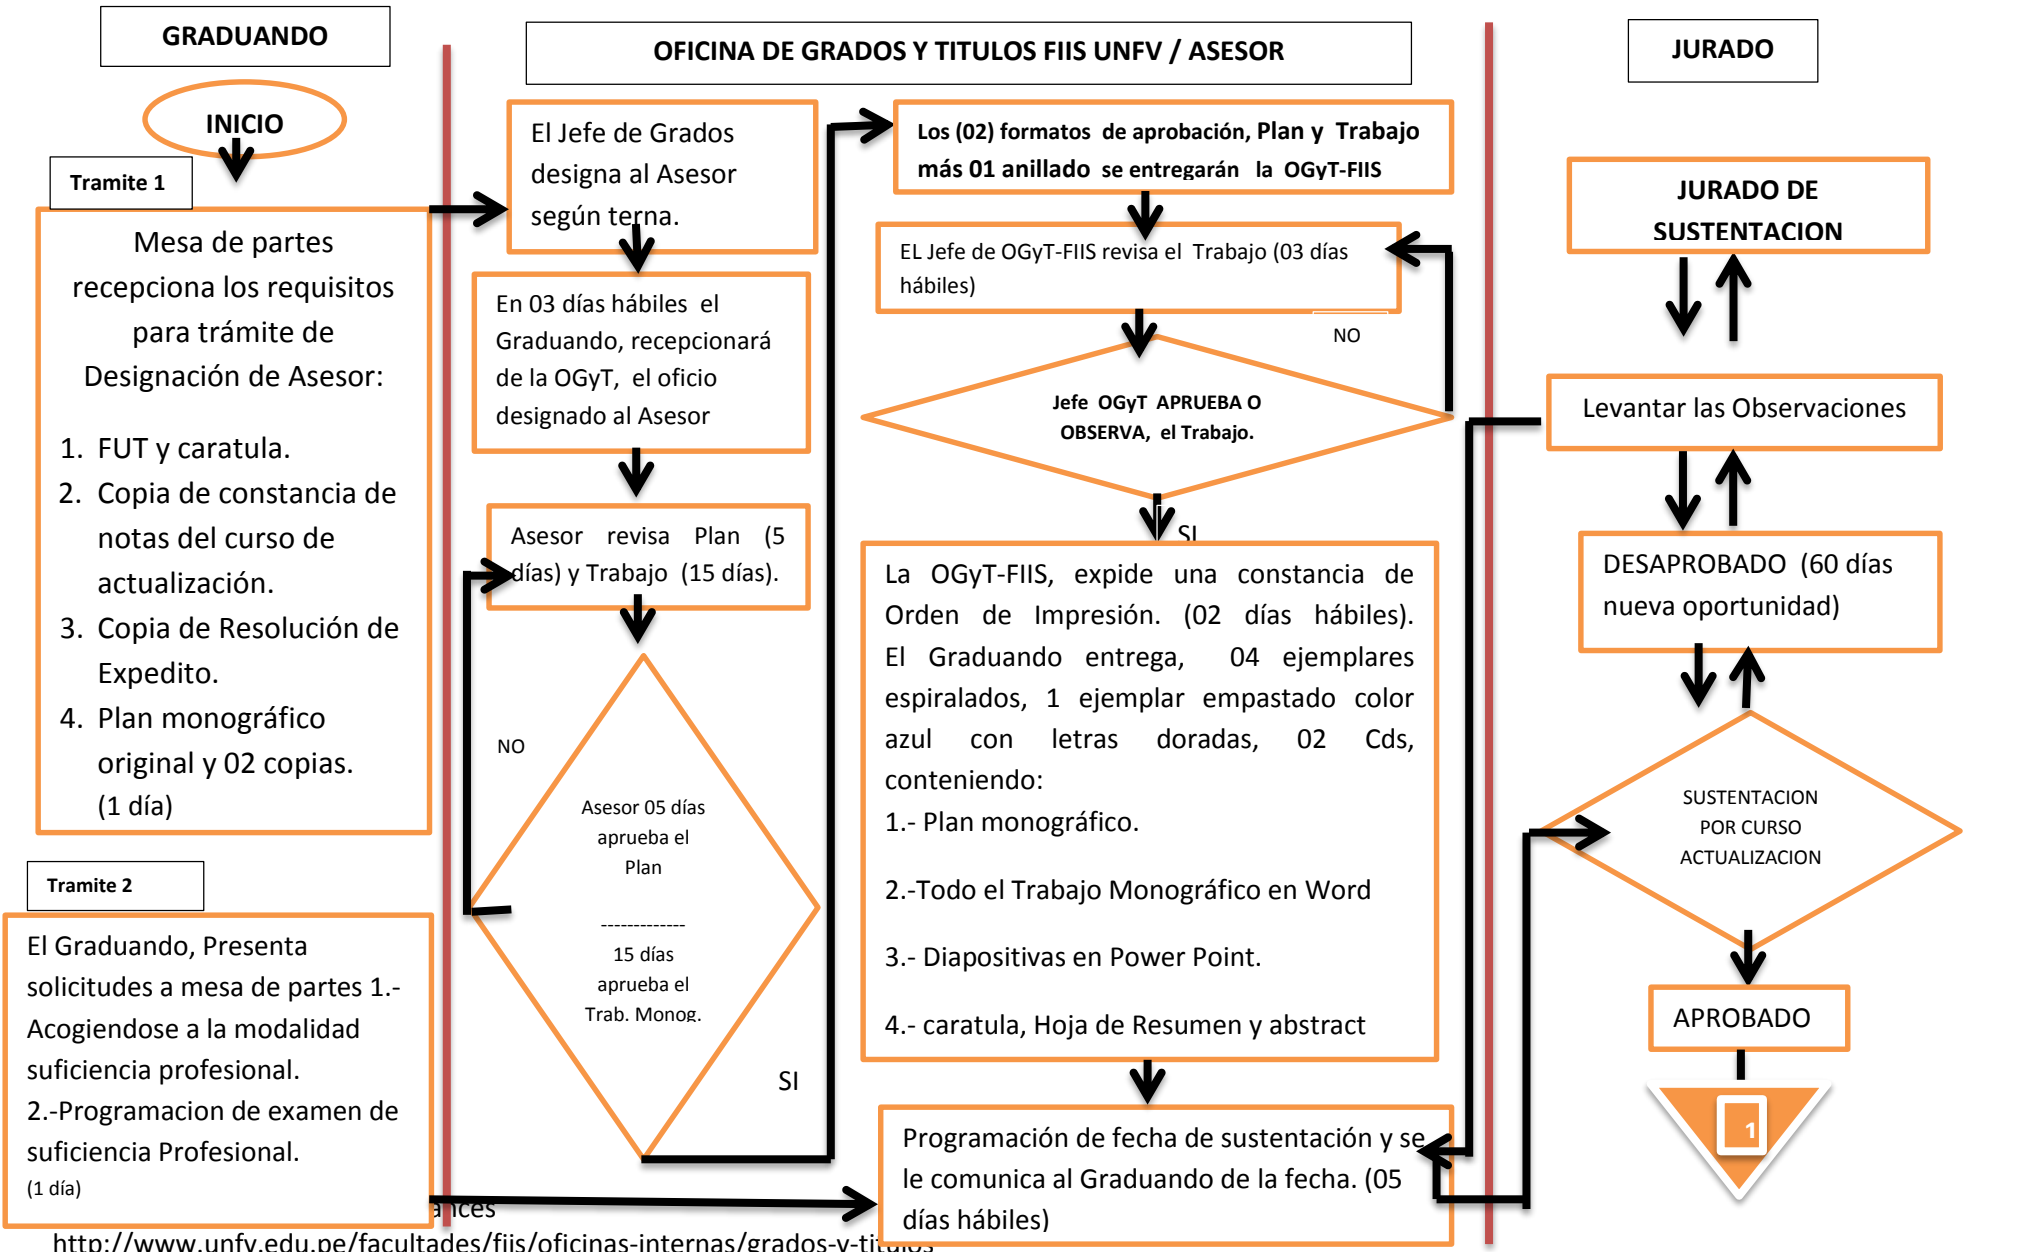 GRADUANDO
OFICINA DE GRADOS Y TITULOS FIIS UNFV / ASESOR
JURADO
INICIO
Tramite 1
Mesa de partes
recepciona los requisitos
para trámite de
Designación de Asesor:
1. FUT y caratula.
2. Copia de constancia de
notas del curso de
actualización.
3. Copia de Resolución de
Expedito.
4. Plan monográfico
original y 02 copias.
(1 día)
Tramite 2
El Graduando, Presenta
solicitudes a mesa de partes 1.-
Acogiendose a la modalidad
suficiencia profesional.
2.-Programacion de examen de
suficiencia Profesional.
(1 día)
http://www.unfv.edu.pe/facultades/fiis/oficinas-internas/grados-y-titulos
El Jefe de Grados
designa al Asesor
según terna.
En 03 días hábiles el
Graduando, recepcionará
de la OGyT, el oficio
designado al Asesor
Asesor revisa Plan (5
días) y Trabajo (15 días).
NO
Asesor 05 días
aprueba el
Plan
-------------
15 días
aprueba el
Trab. Monog.
SI
Los (02) formatos de aprobación, Plan y Trabajo
más 01 anillado se entregarán la OGyT-FIIS
EL Jefe de OGyT-FIIS revisa el Trabajo (03 días
hábiles)
NO
Jefe OGyT APRUEBA O
OBSERVA, el Trabajo.
SI
La OGyT-FIIS, expide una constancia de
Orden de Impresión. (02 días hábiles).
El Graduando entrega, 04 ejemplares
espiralados, 1 ejemplar empastado color
azul con letras doradas, 02 Cds,
conteniendo:
1.- Plan monográfico.
2.-Todo el Trabajo Monográfico en Word
3.- Diapositivas en Power Point.
4.- caratula, Hoja de Resumen y abstract
Programación de fecha de sustentación y se
le comunica al Graduando de la fecha. (05
días hábiles)
JURADO DE
SUSTENTACION
Levantar las Observaciones
DESAPROBADO (60 días
nueva oportunidad)
SUSTENTACION
POR CURSO
ACTUALIZACION
APROBADO
1